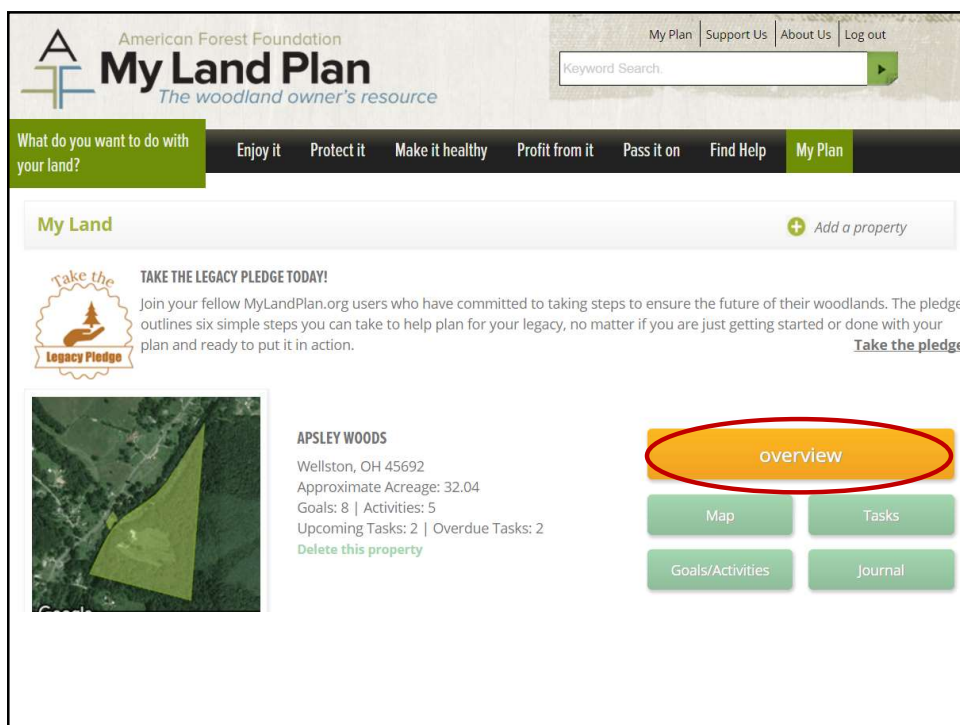 American Forest Foundation
My Land Plan
The woodland owner's resource
My Plan | Support Us | About Us | Log out
Keyword Search.
What do you want to do with
your land?
Enjoy it Protect it Make it healthy Profit from it Pass it on Find Help My Plan
My Land
Add a property
Take the
Legacy Pledge
TAKE THE LEGACY PLEDGE TODAY!
Join your fellow MyLandPlan.org users who have committed to taking steps to ensure the future of their woodlands. The pledge
outlines six simple steps you can take to help plan for your legacy, no matter if you are just getting started or done with your
plan and ready to put it in action.
Take the pledge
APSLEY WOODS
Wellston, OH 45692
Approximate Acreage: 32.04
Goals: 8 | Activities: 5
Upcoming Tasks: 2 | Overdue Tasks: 2
Delete this property
overview
Map Tasks
Goals/Activities Journal
Google